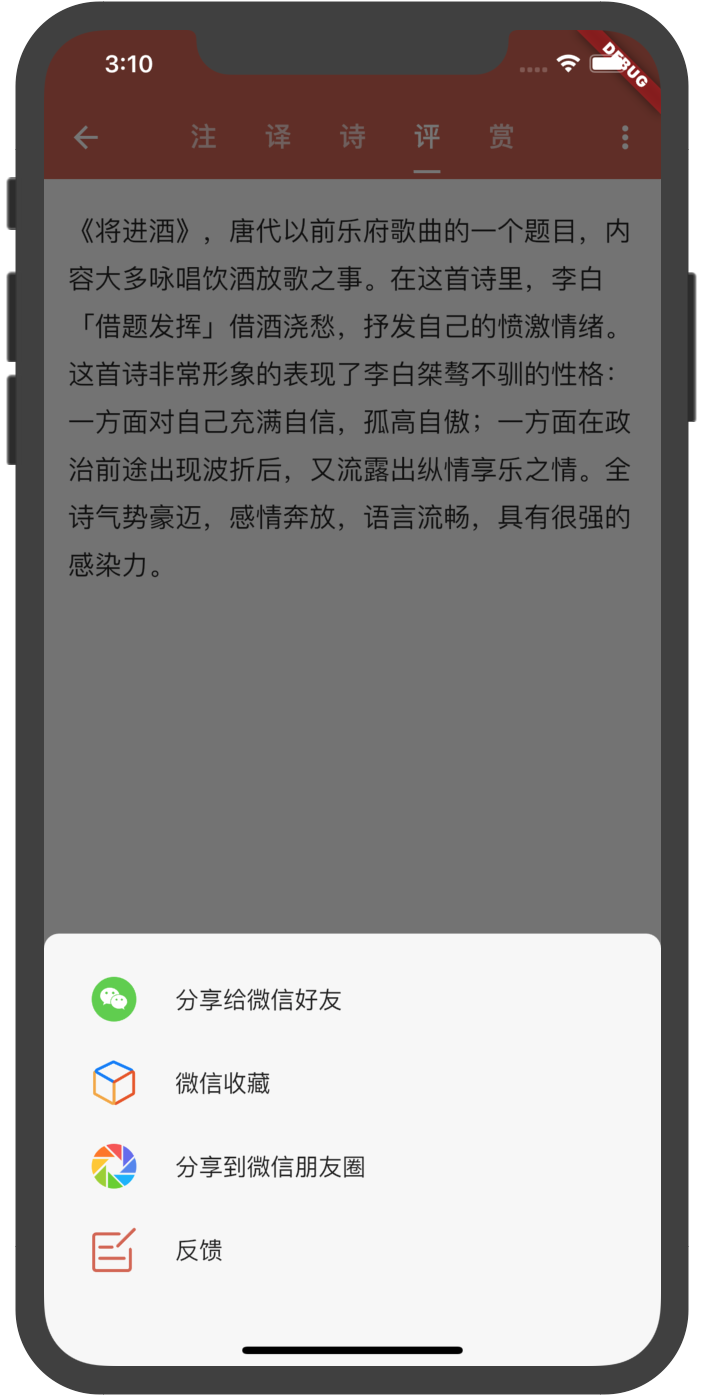 3:10
DEBUG
注 译 诗 评 赏
《将进酒》，唐代以前乐府歌曲的一个题目，内
容大多咏唱饮酒放歌之事。在这首诗里，李白
「借题发挥」借酒浇愁，抒发自己的愤激情绪。
这首诗非常形象的表现了李白桀骜不驯的性格：
一方面对自己充满自信，孤高自傲；一方面在政
治前途出现波折后，又流露出纵情享乐之情。全
诗气势豪迈，感情奔放，语言流畅，具有很强的
感染力。
分享给微信好友
微信收藏
分享到微信朋友圈
反馈